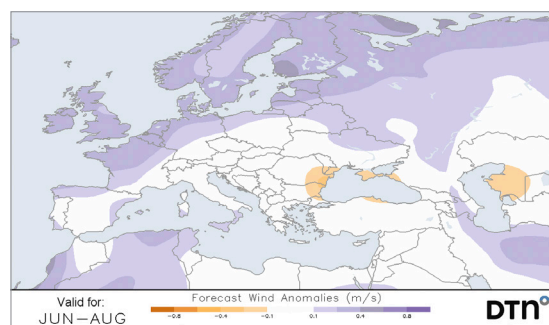 Forecast Wind Anomalies (m/s)
Valid for:
JUN-AUG
-0.8 -0.4 -0.1 0.1 0.4 0.8
DTN